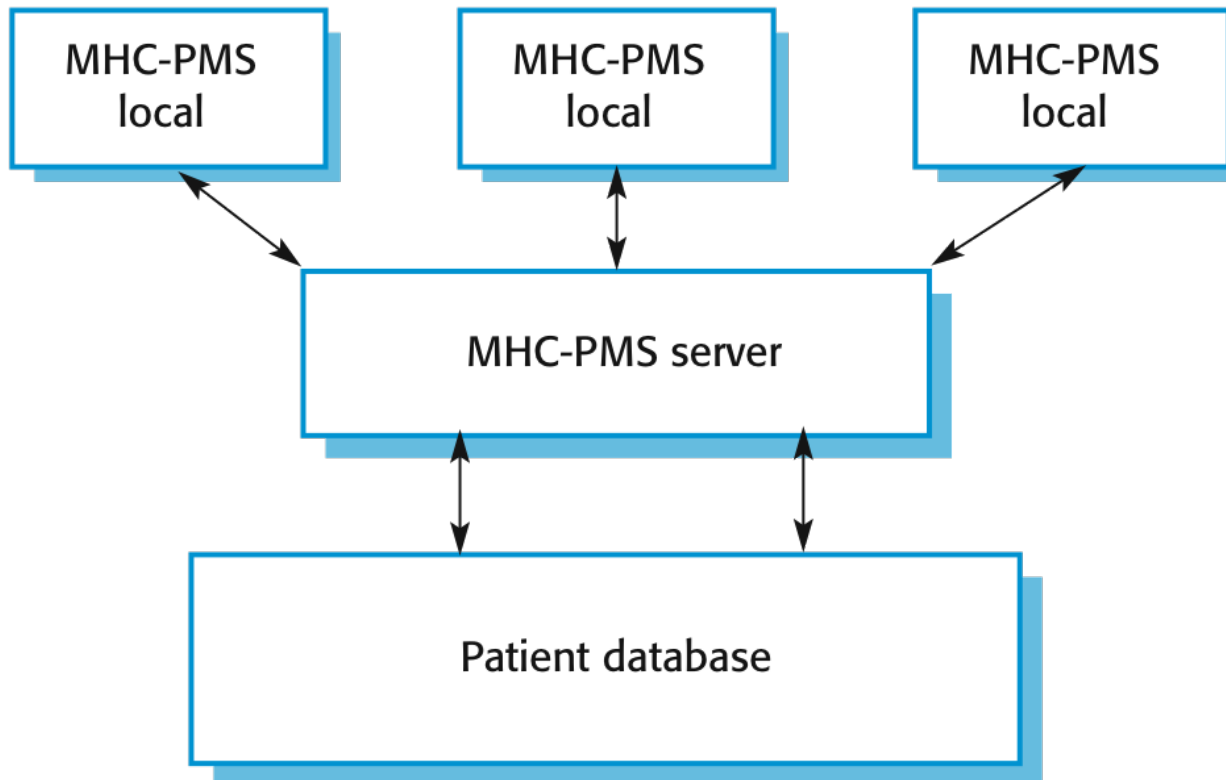 MHC-PMS
local
MHC-PMS
local
MHC-PMS
local
MHC-PMS server
Patient database